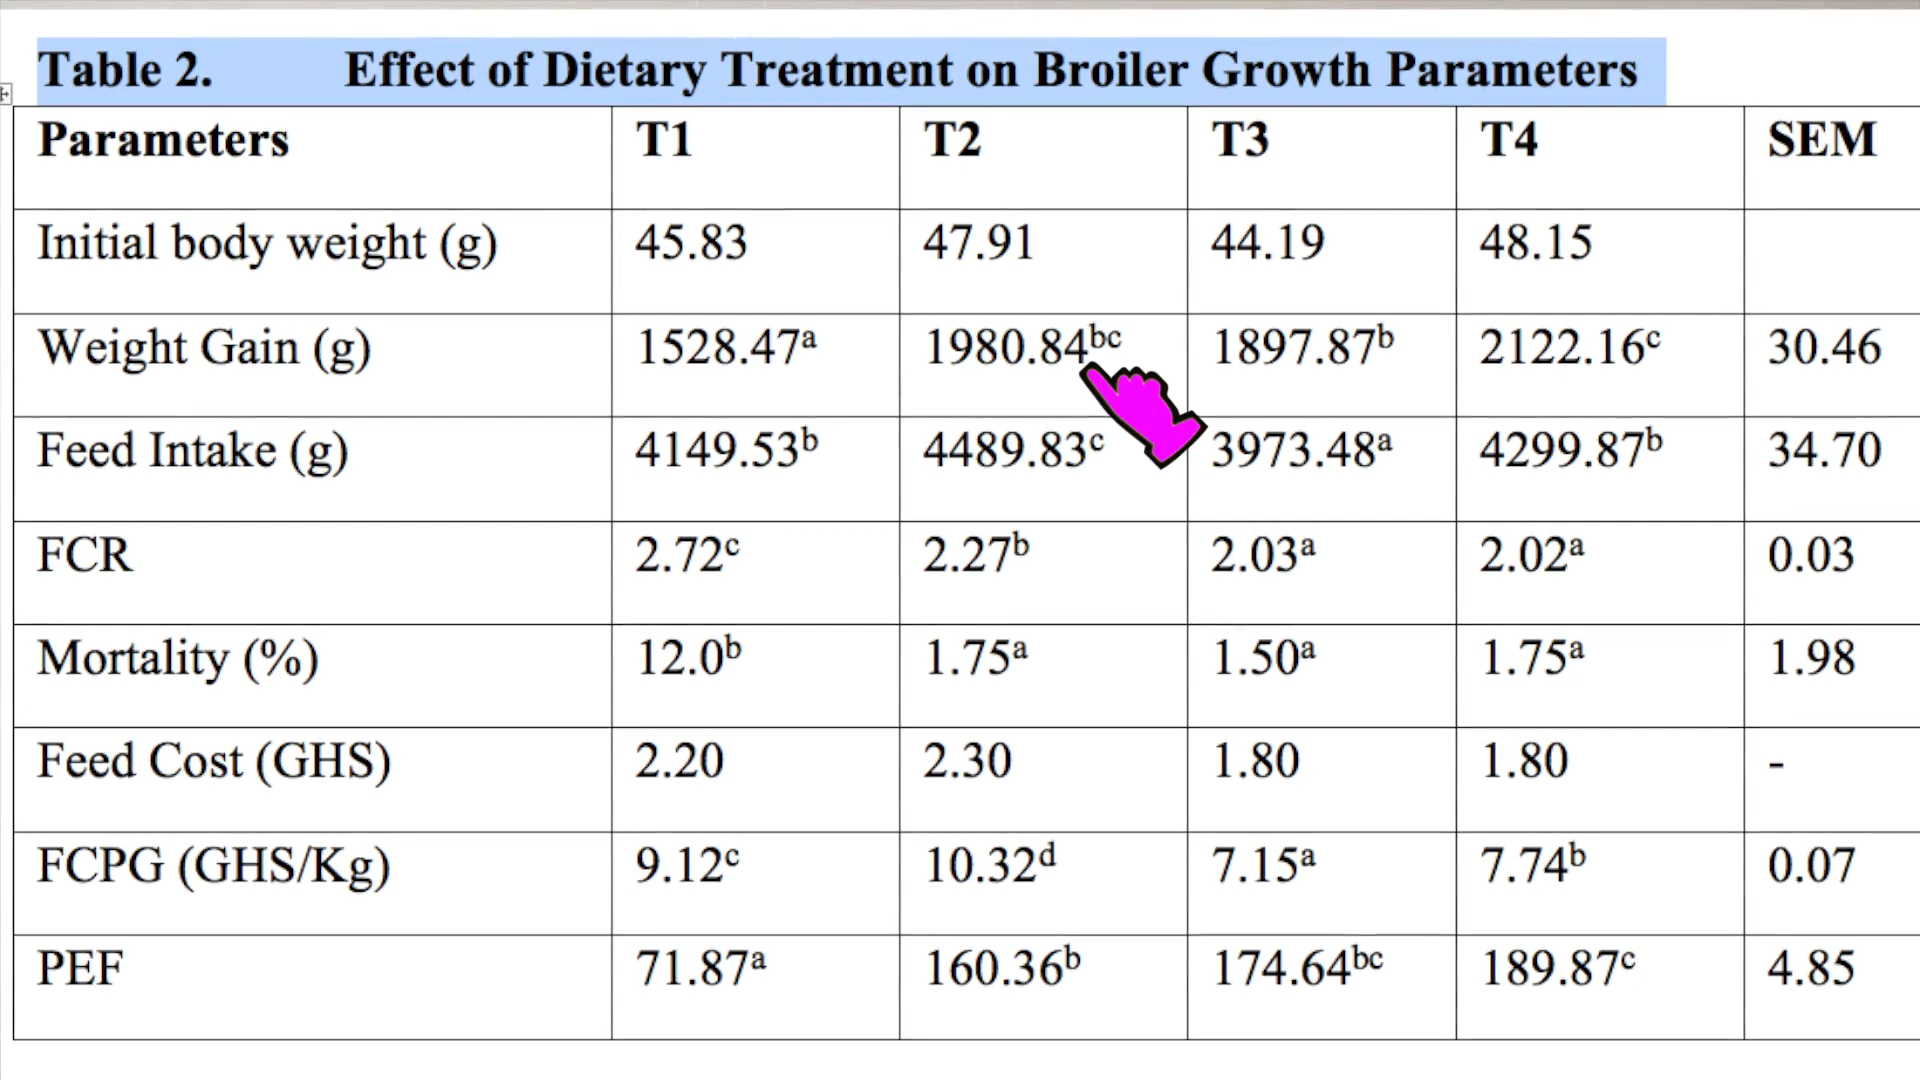 Table 2. Effect of Dietary Treatment on Broiler Growth Parameters
Parameters T1 T2 T3 T4 SEM
Initial body weight (g) 45.83 47.91 44.19 48.15
Weight Gain (g) 1528.47ᵃ 1980.84ᵇᶜ 1897.87ᵇ 2122.16ᶜ 30.46
Feed Intake (g) 4149.53ᵇ 4489.83ᶜ 3973.48ᵃ 4299.87ᵇ 34.70
FCR 2.72ᶜ 2.27ᵇ 2.03ᵃ 2.02ᵃ 0.03
Mortality (%) 12.0ᵇ 1.75ᵃ 1.50ᵃ 1.75ᵃ 1.98
Feed Cost (GHS) 2.20 2.30 1.80 1.80 -
FCPG (GHS/Kg) 9.12ᶜ 10.32ᵈ 7.15ᵃ 7.74ᵇ 0.07
PEF 71.87ᵃ 160.36ᵇ 174.64ᵇᶜ 189.87ᶜ 4.85